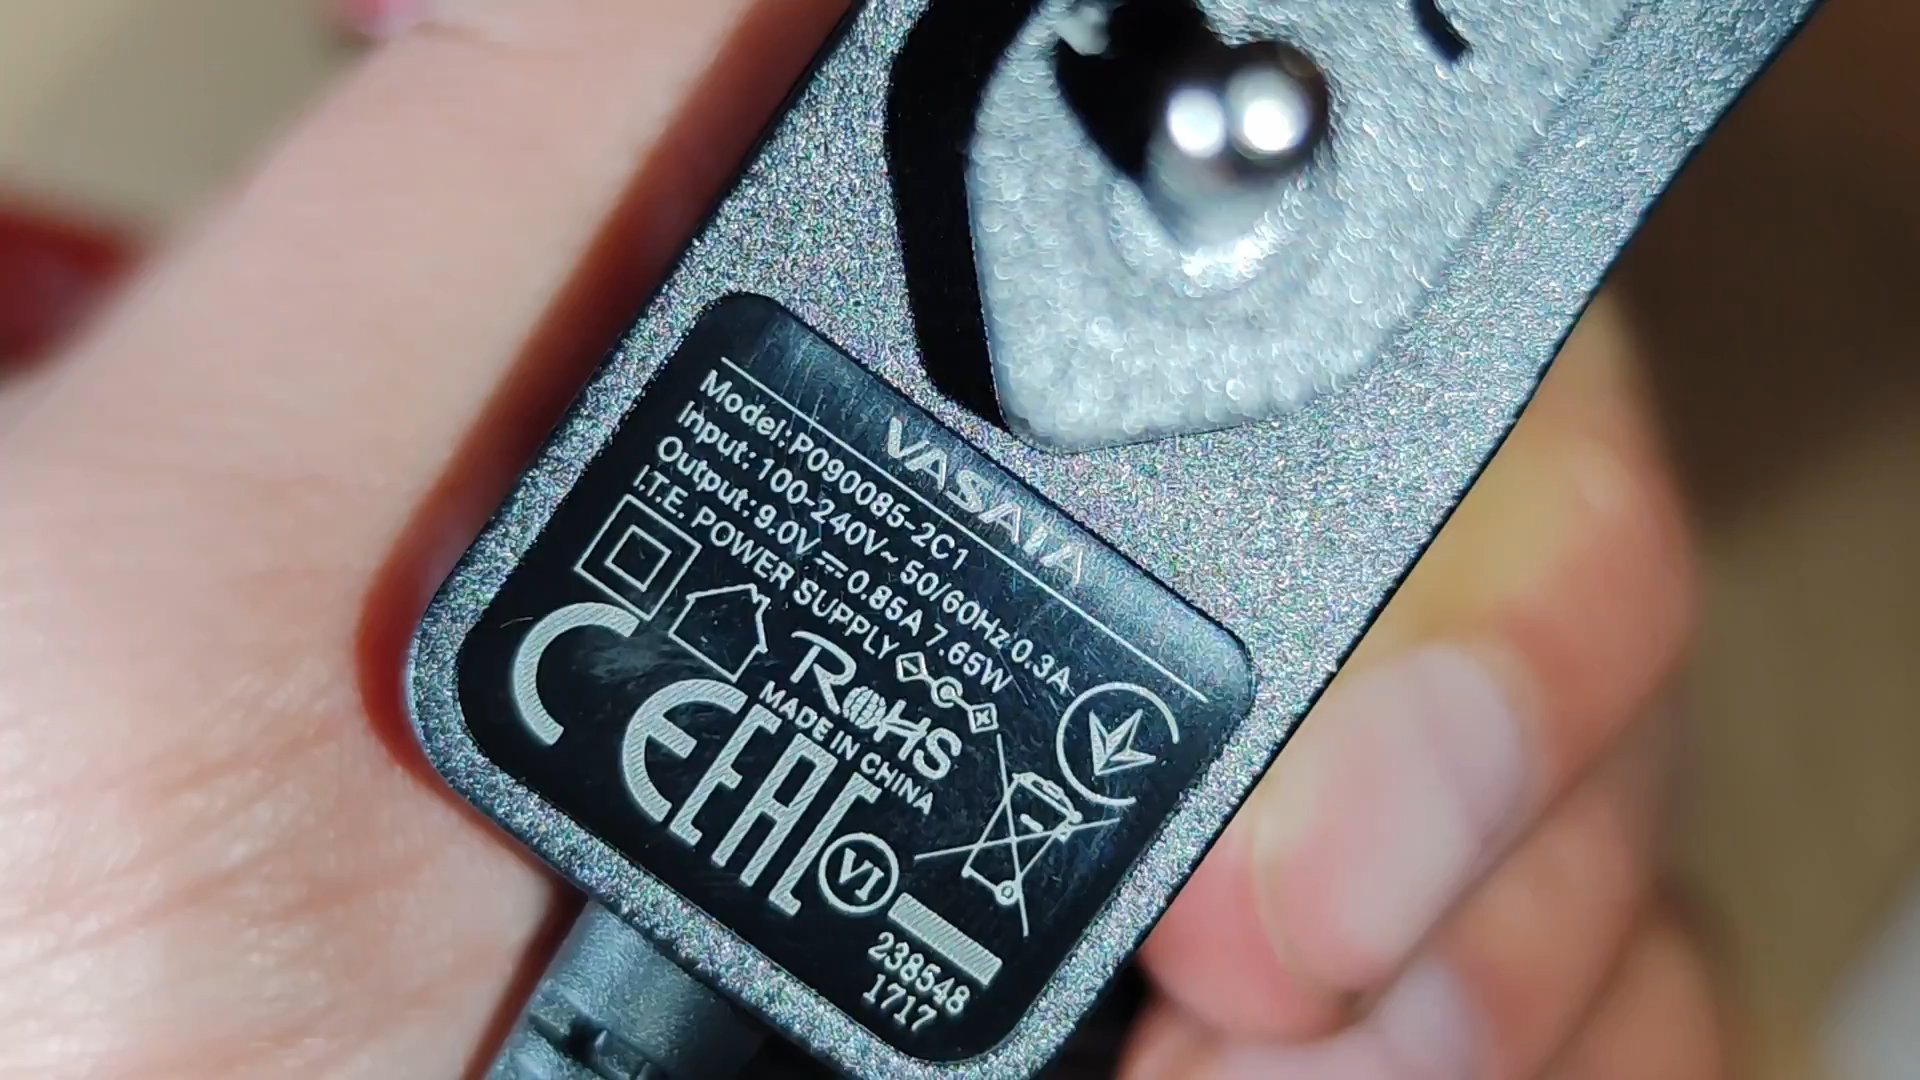 VASATA
Model: P090085-2C1
Input: 100-240V~ 50/60Hz 0.3A
Output: 9.0V⎓0.85A 7.65W
I.T.E. POWER SUPPLY
RoHS
MADE IN CHINA
CE EAC VI
238548
1717